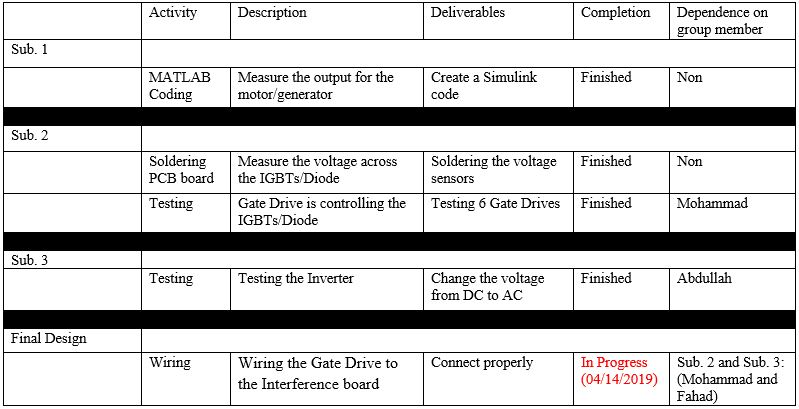 Activity Description Deliverables Completion Dependence on
group member
Sub. 1
MATLAB Measure the output for the Create a Simulink Finished Non
Coding motor/generator code
Sub. 2
Soldering Measure the voltage across Soldering the voltage Finished Non
PCB board the IGBTs/Diode sensors
Testing Gate Drive is controlling the Testing 6 Gate Drives Finished Mohammad
IGBTs/Diode
Sub. 3
Testing Testing the Inverter Change the voltage Finished Abdullah
from DC to AC
Final Design
Wiring Wiring the Gate Drive to Connect properly In Progress Sub. 2 and Sub. 3:
the Interference board (04/14/2019) (Mohammad and
Fahad)